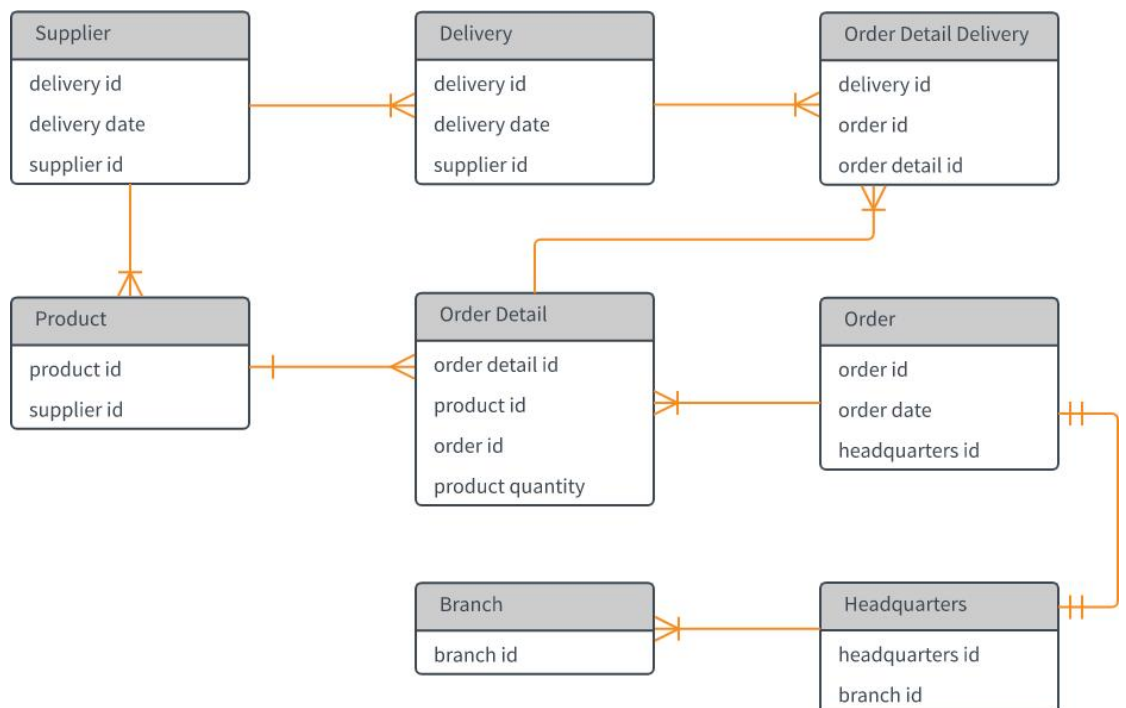 Supplier
delivery id
delivery date
supplier id
Delivery
delivery id
delivery date
supplier id
Order Detail Delivery
delivery id
order id
order detail id
Product
product id
supplier id
Order Detail
order detail id
product id
order id
product quantity
Order
order id
order date
headquarters id
Branch
branch id
Headquarters
headquarters id
branch id